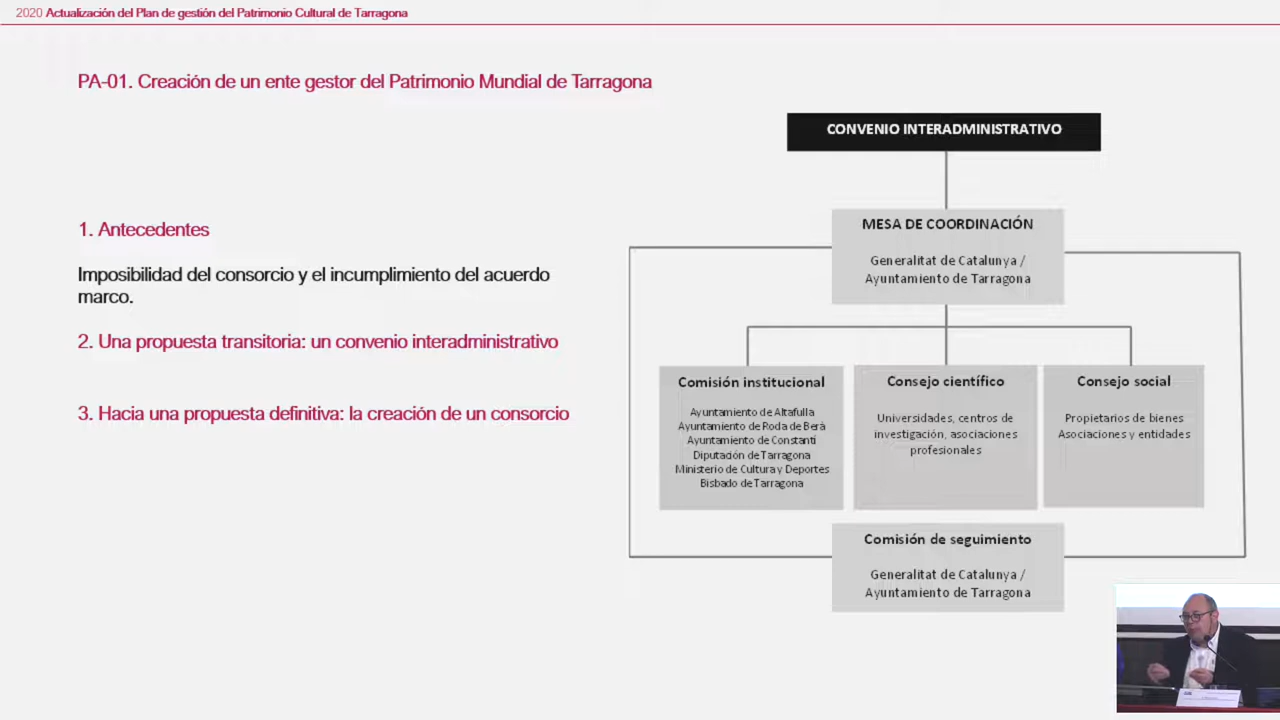 2020 Actualización del Plan de gestión del Patrimonio Cultural de Tarragona
PA-01. Creación de un ente gestor del Patrimonio Mundial de Tarragona
1. Antecedentes
Imposibilidad del consorcio y el incumplimiento del acuerdo
marco.
2. Una propuesta transitoria: un convenio interadministrativo
3. Hacia una propuesta definitiva: la creación de un consorcio
CONVENIO INTERADMINISTRATIVO
MESA DE COORDINACIÓN
Generalitat de Catalunya /
Ayuntamiento de Tarragona
Comisión institucional
Ayuntamiento de Altafulla
Ayuntamiento de Roda de Berà
Ayuntamiento de Constantí
Diputación de Tarragona
Ministerio de Cultura y Deportes
Bisbado de Tarragona
Consejo científico
Universidades, centros de
investigación, asociaciones
profesionales
Consejo social
Propietarios de bienes
Asociaciones y entidades
Comisión de seguimiento
Generalitat de Catalunya /
Ayuntamiento de Tarragona